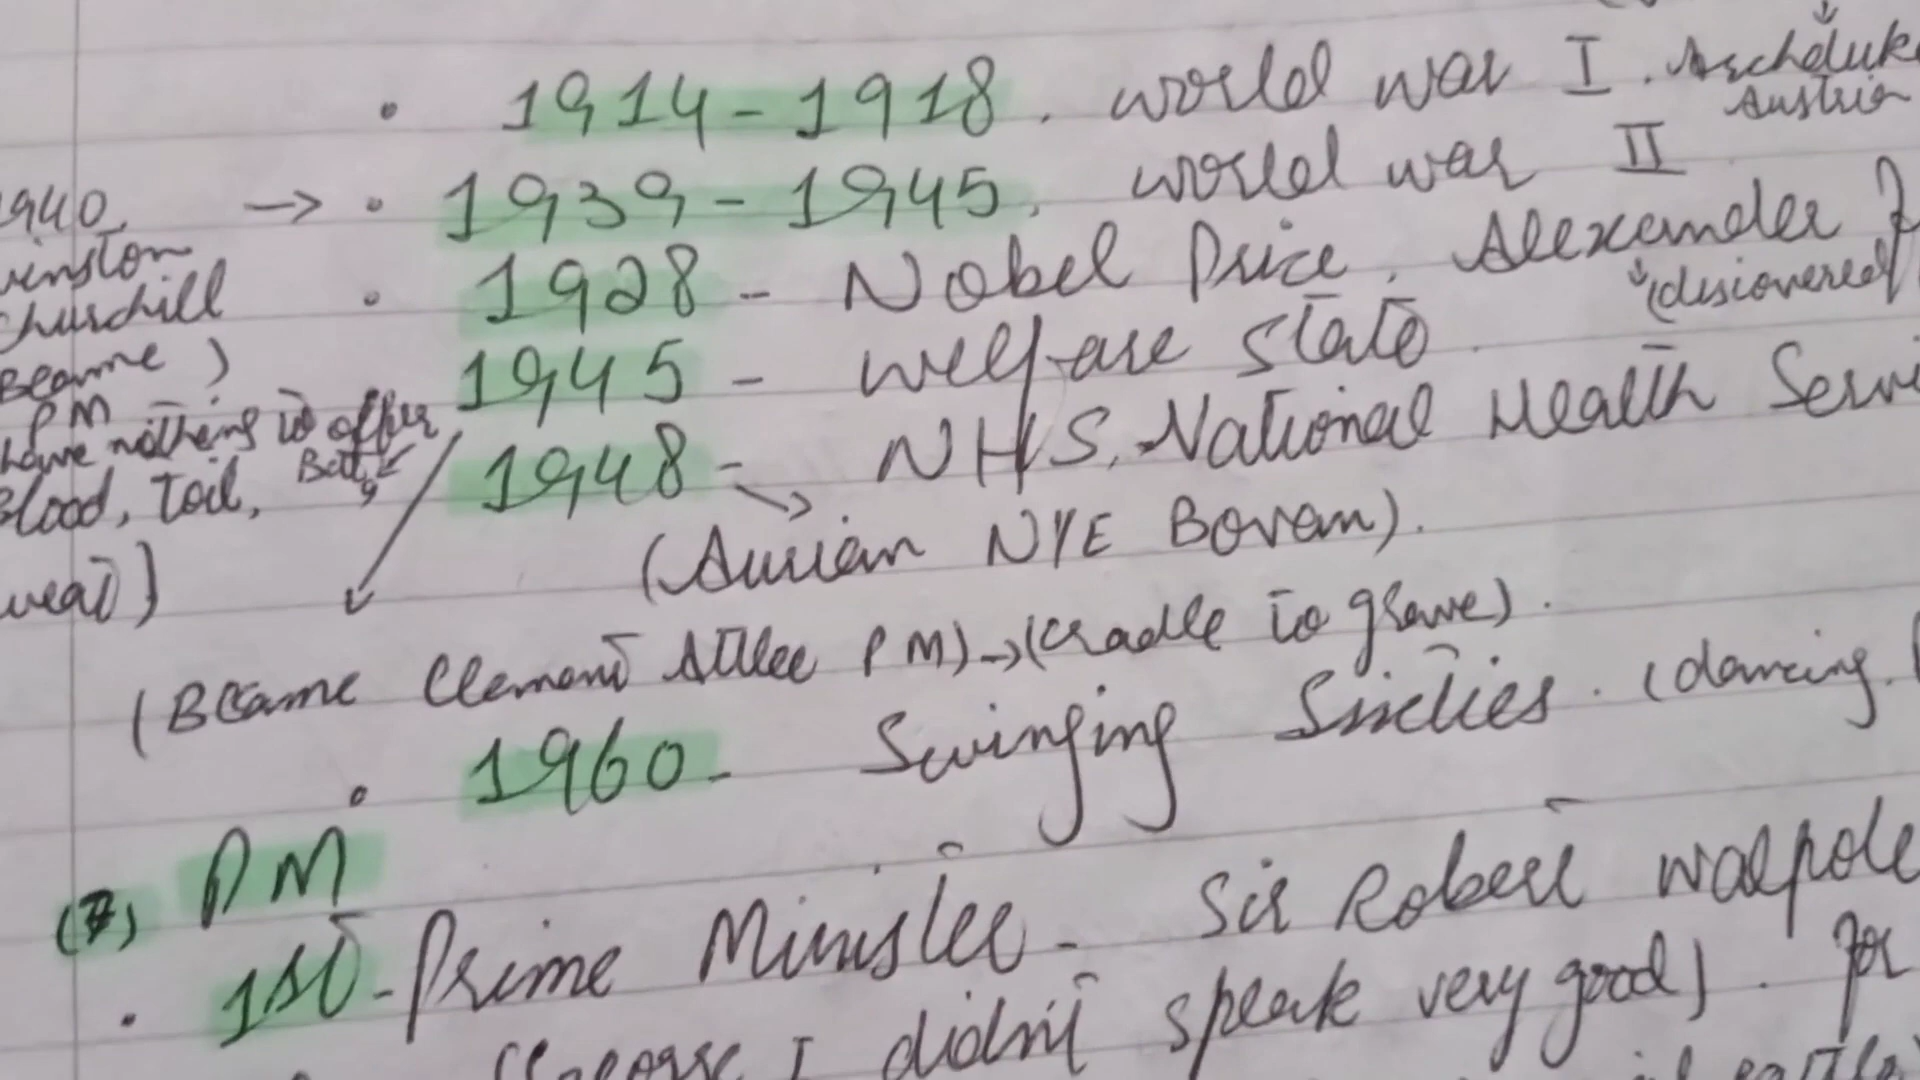 • 1914-1918. world war I. Archduke
Austria
1940. → • 1939-1945. world war II
winston
churchill
Became)
PM
have nothing to offer
Blood, Toil,
• 1928 - Nobel Price. Alexander F
(discovered
1945 - welfare state
1948 - NHS. National Health Servi
(Aurian NYE Bovan).
(Became Clement Attlee PM) → (Cradle to grave).
• 1960 - Swinging Sixties. (dancing.
(7) PM
• 1st - Prime Minister - Sir Robert walpole
I didn't speak very good). for